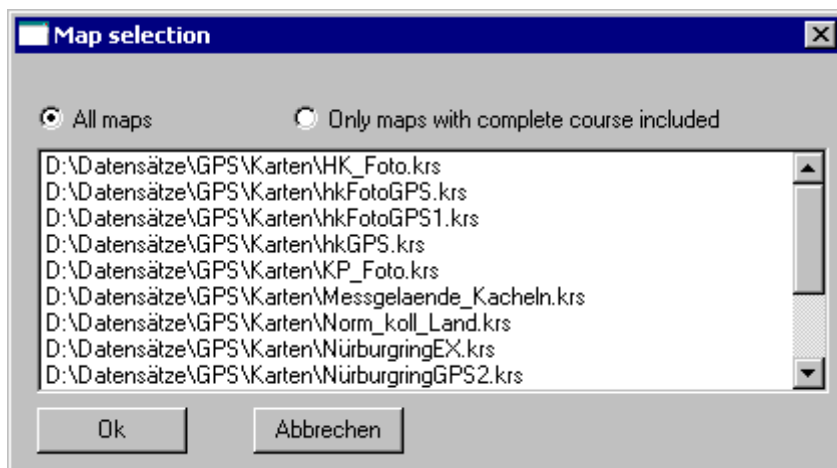 Map selection
All maps
Only maps with complete course included
D:\Datensätze\GPS\Karten\HK_Foto.krs
D:\Datensätze\GPS\Karten\hkFotoGPS.krs
D:\Datensätze\GPS\Karten\hkFotoGPS1.krs
D:\Datensätze\GPS\Karten\hkGPS.krs
D:\Datensätze\GPS\Karten\KP_Foto.krs
D:\Datensätze\GPS\Karten\Messgelaende_Kacheln.krs
D:\Datensätze\GPS\Karten\Norm_koll_Land.krs
D:\Datensätze\GPS\Karten\NürburgringEX.krs
D:\Datensätze\GPS\Karten\NürburgringGPS2.krs
Ok
Abbrechen